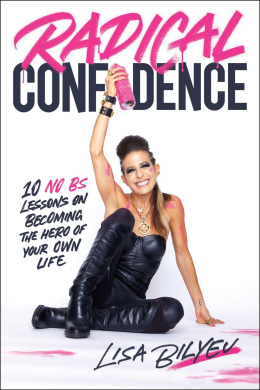 RADICAL
CONFIDENCE
10 NO BS
LESSONS ON
BECOMING
THE HERO OF
YOUR OWN
LIFE
LISA BILYEU